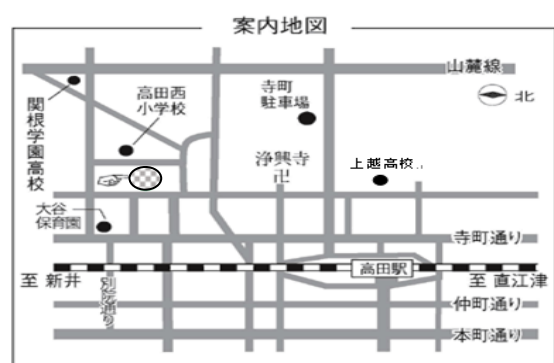 案内地図
山麓線
北
関根学園高校
高田西
小学校
寺町
駐車場
浄興寺
卍
上越高校
大谷
保育園
寺町通り
高田駅
至 新井
至 直江津
別院通り
仲町通り
本町通り